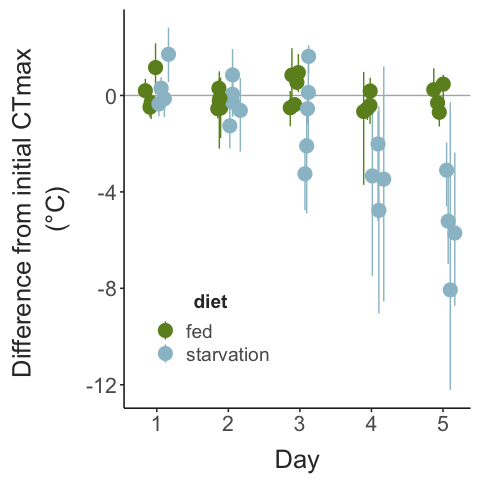 Difference from initial CTmax
(°C)
0
-4
-8
-12
diet
fed
starvation
1 2 3 4 5
Day